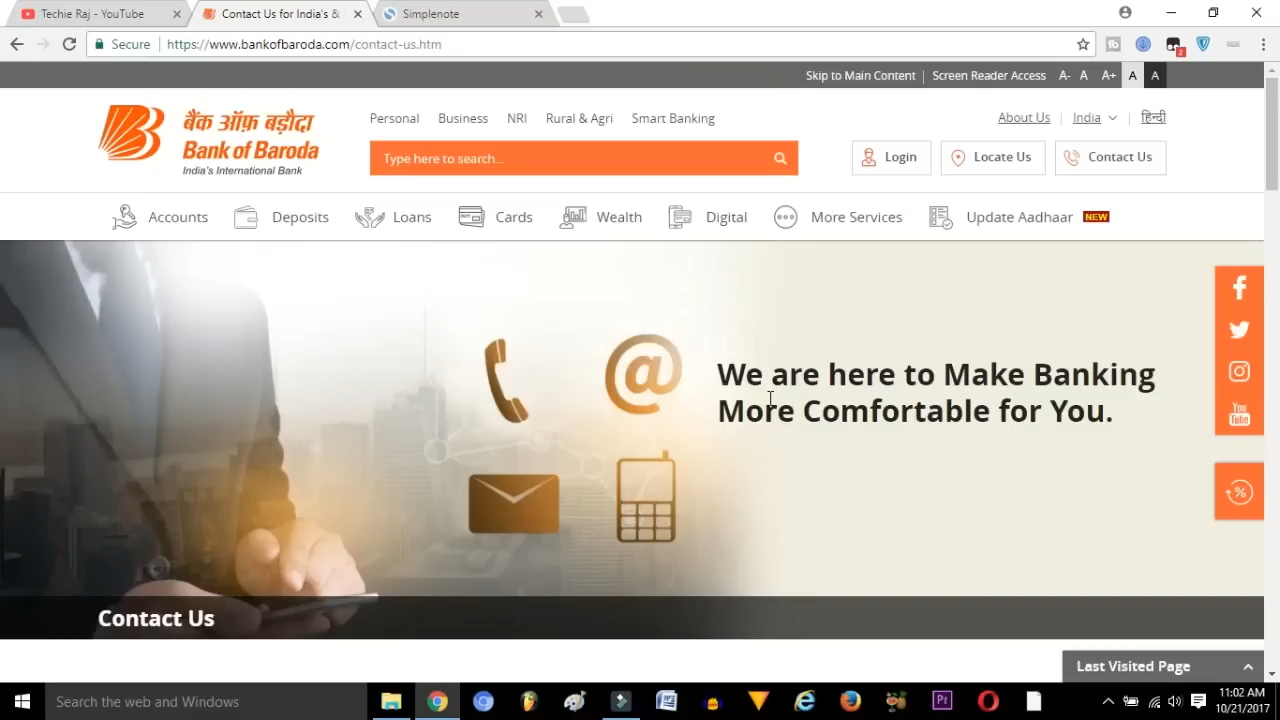 Techie Raj - YouTube
Contact Us for India's &
Simplenote
Secure
https://www.bankofbaroda.com/contact-us.htm
2
Skip to Main Content
Screen Reader Access
A-
A
A+
A
A
बैंक ऑफ़ बड़ौदा
Bank of Baroda
India's International Bank
Personal
Business
NRI
Rural & Agri
Smart Banking
About Us
India
हिन्दी
Type here to search...
Login
Locate Us
Contact Us
Accounts
Deposits
Loans
Cards
Wealth
Digital
More Services
Update Aadhaar
NEW
We are here to Make Banking
More Comfortable for You.
You
Tube
%
Contact Us
Last Visited Page
Search the web and Windows
Pr
11:02 AM
10/21/2017